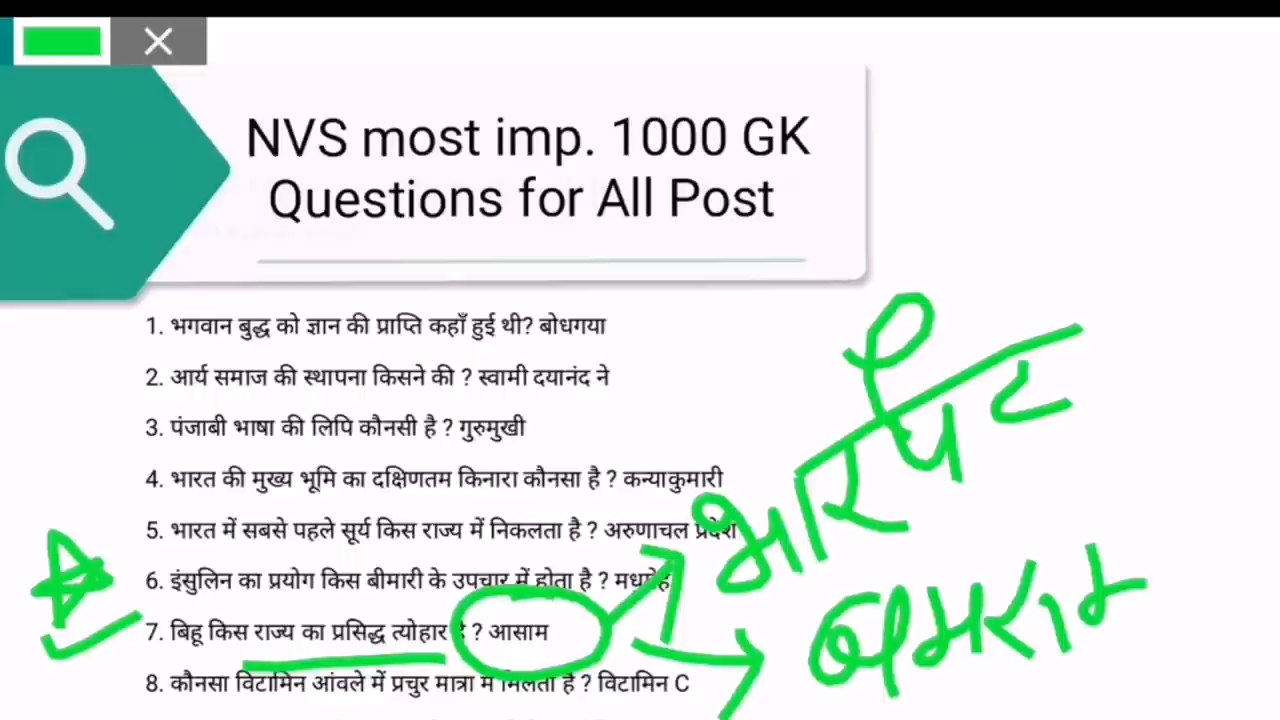 NVS most imp. 1000 GK
Questions for All Post
1. भगवान बुद्ध को ज्ञान की प्राप्ति कहाँ हुई थी? बोधगया
2. आर्य समाज की स्थापना किसने की ? स्वामी दयानंद ने
3. पंजाबी भाषा की लिपि कौनसी है ? गुरुमुखी
4. भारत की मुख्य भूमि का दक्षिणतम किनारा कौनसा है ? कन्याकुमारी
5. भारत में सबसे पहले सूर्य किस राज्य में निकलता है ? अरुणाचल प्रदेश
6. इंसुलिन का प्रयोग किस बीमारी के उपचार में होता है ? मधुमेह
7. बिहू किस राज्य का प्रसिद्ध त्योहार है ? आसाम
8. कौनसा विटामिन आंवले में प्रचुर मात्रा में मिलता है ? विटामिन C